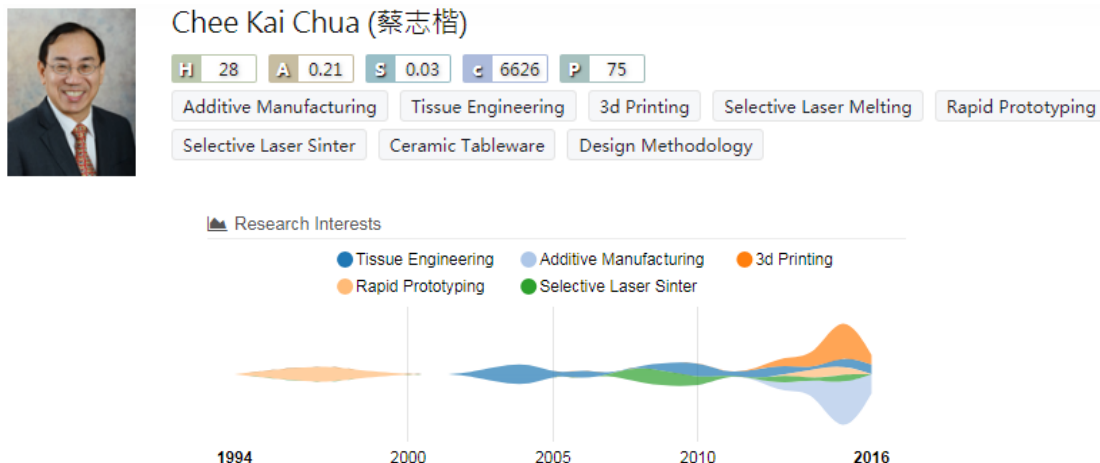 Chee Kai Chua (蔡志楷)
H 28 A 0.21 S 0.03 c 6626 P 75
Additive Manufacturing Tissue Engineering 3d Printing Selective Laser Melting Rapid Prototyping
Selective Laser Sinter Ceramic Tableware Design Methodology
Research Interests
Tissue Engineering Additive Manufacturing 3d Printing
Rapid Prototyping Selective Laser Sinter
1994 2000 2005 2010 2016